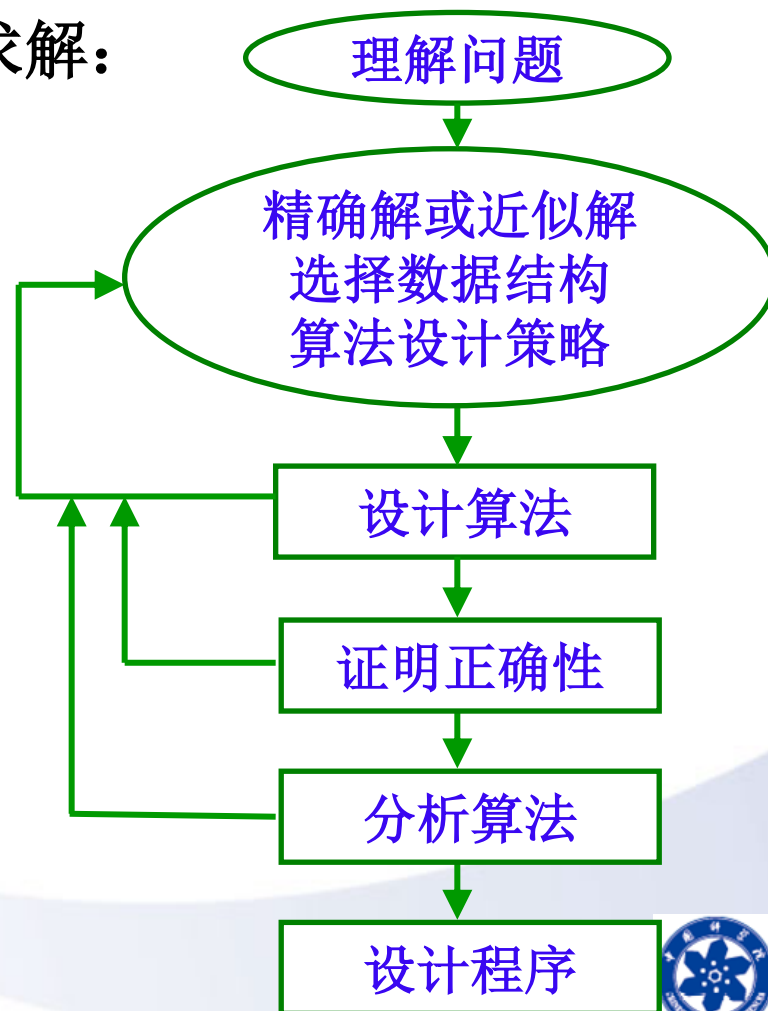 求解：
理解问题
精确解或近似解
选择数据结构
算法设计策略
设计算法
证明正确性
分析算法
设计程序